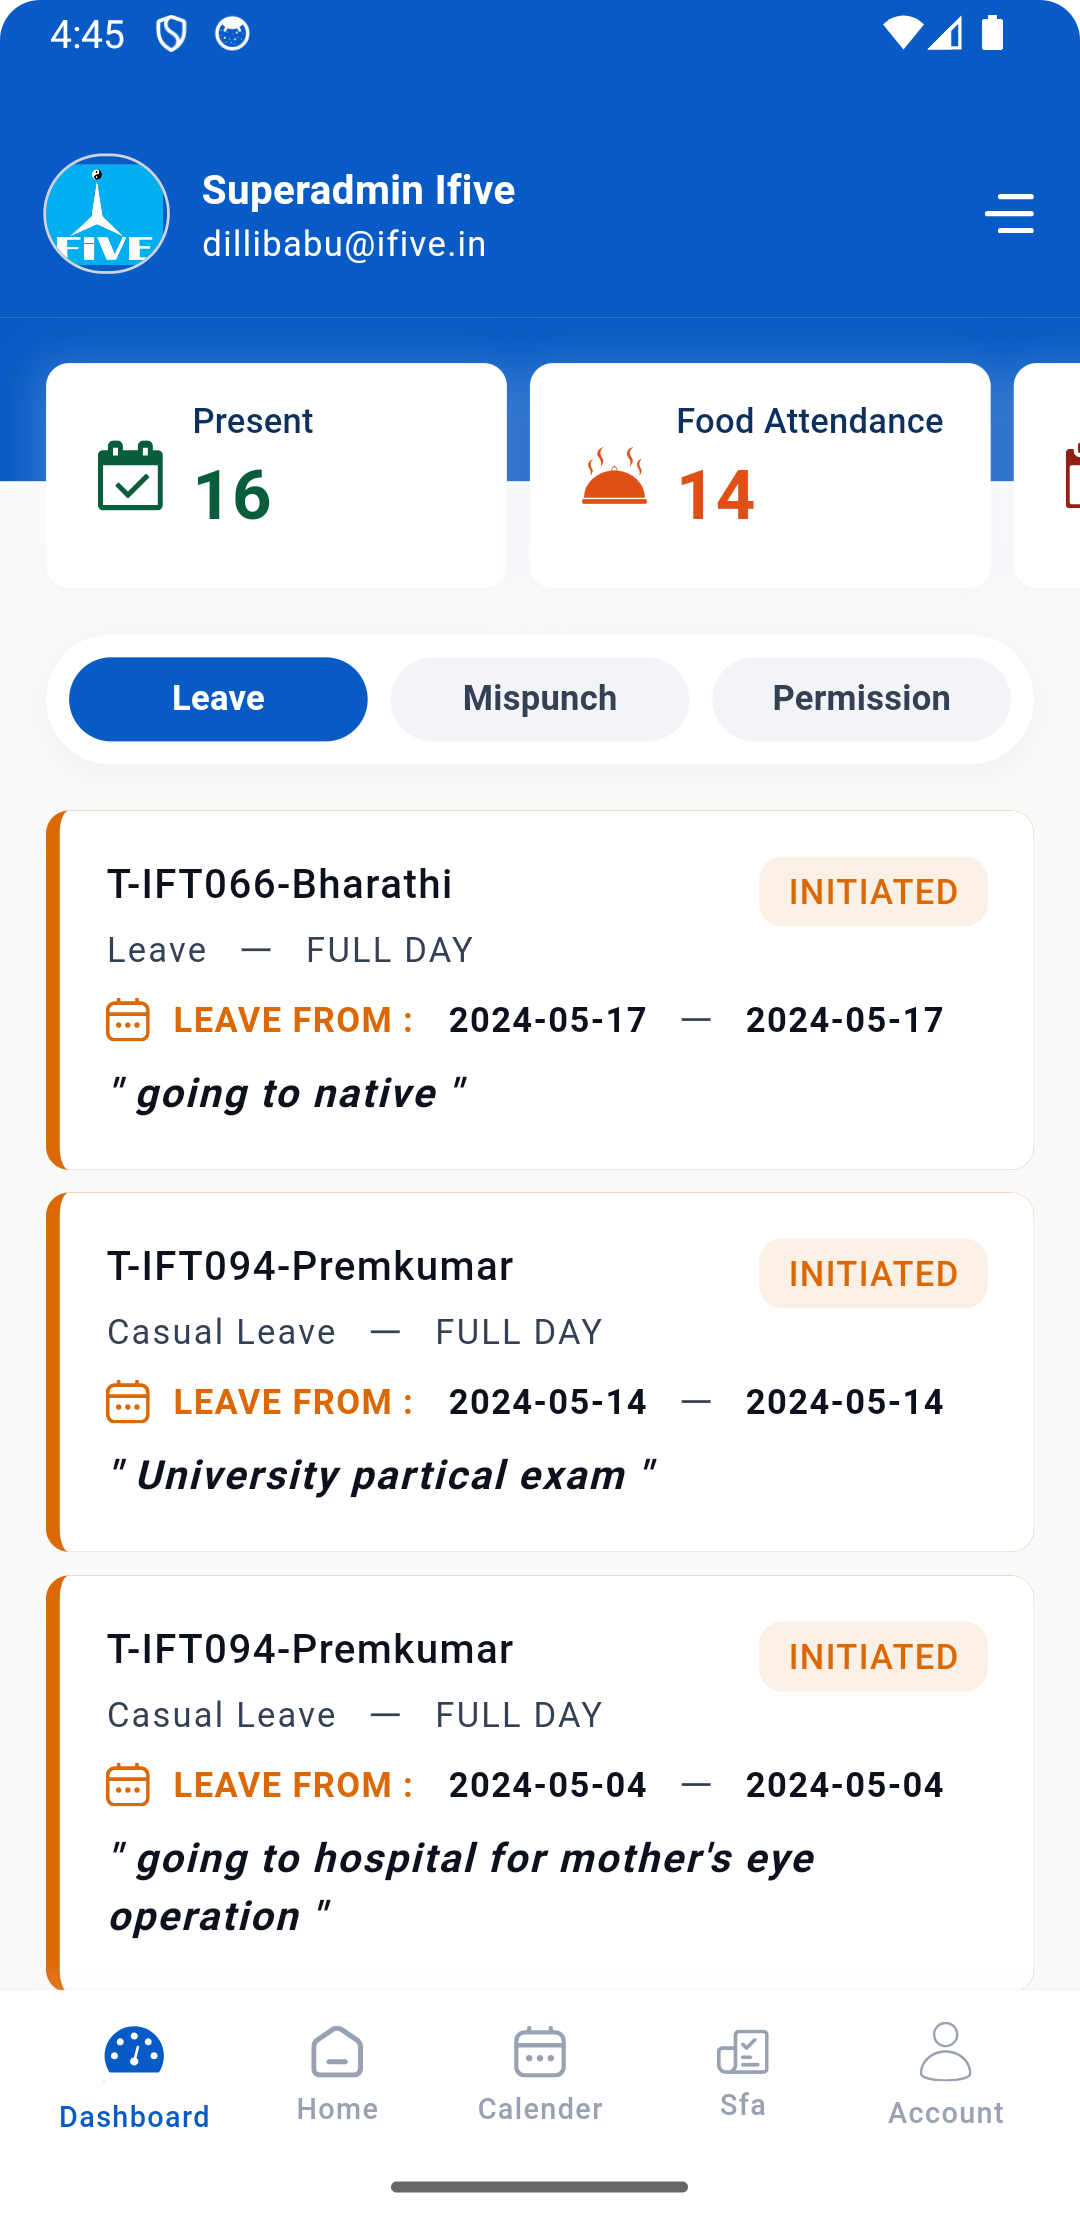 4:45
FiVE
Superadmin Ifive
dillibabu@ifive.in
Present
16
Food Attendance
14
Leave
Mispunch
Permission
T-IFT066-Bharathi
INITIATED
Leave — FULL DAY
LEAVE FROM : 2024-05-17 — 2024-05-17
" going to native "
T-IFT094-Premkumar
INITIATED
Casual Leave — FULL DAY
LEAVE FROM : 2024-05-14 — 2024-05-14
" University partical exam "
T-IFT094-Premkumar
INITIATED
Casual Leave — FULL DAY
LEAVE FROM : 2024-05-04 — 2024-05-04
" going to hospital for mother's eye
operation "
Dashboard
Home
Calender
Sfa
Account